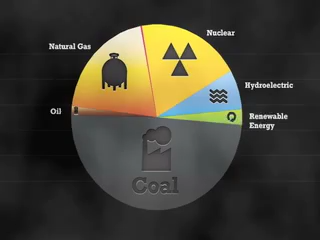 Nuclear
Natural Gas
Hydroelectric
Oil
Renewable
Energy
Coal